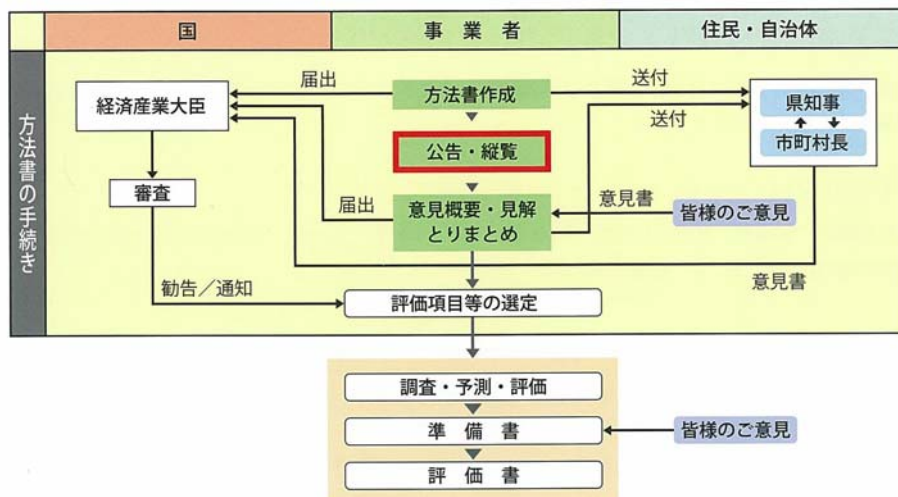 国
事業者
住民・自治体
方法書の手続き
届出
送付
経済産業大臣
方法書作成
県知事
送付
公告・縦覧
市町村長
審査
届出
意見概要・見解
とりまとめ
意見書
皆様のご意見
勧告／通知
意見書
評価項目等の選定
調査・予測・評価
準備書
皆様のご意見
評価書